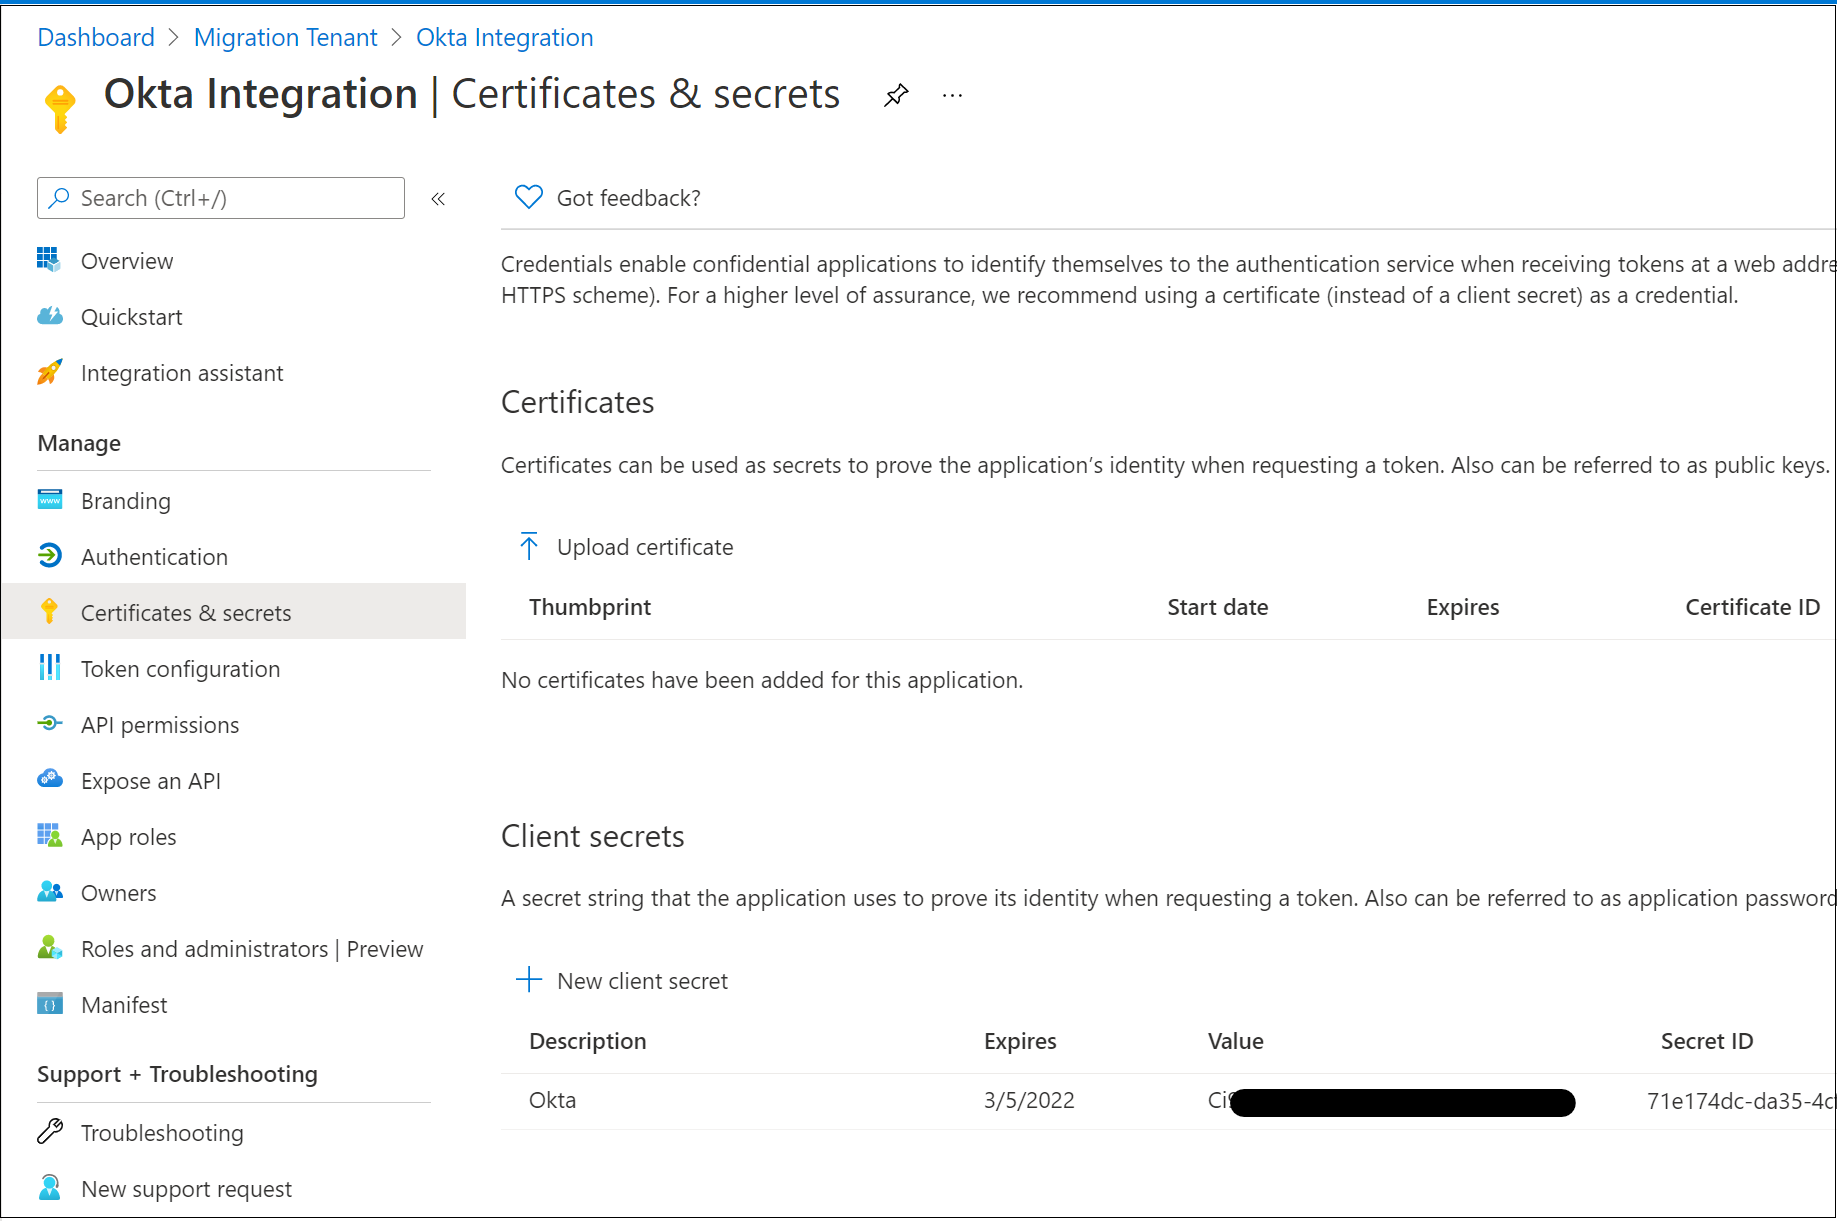 Dashboard > Migration Tenant > Okta Integration
Okta Integration | Certificates & secrets ...
Search (Ctrl+/) «
Overview
Quickstart
Integration assistant
Manage
Branding
Authentication
Certificates & secrets
Token configuration
API permissions
Expose an API
App roles
Owners
Roles and administrators | Preview
Manifest
Support + Troubleshooting
Troubleshooting
New support request
Got feedback?
Credentials enable confidential applications to identify themselves to the authentication service when receiving tokens at a web addre
HTTPS scheme). For a higher level of assurance, we recommend using a certificate (instead of a client secret) as a credential.
Certificates
Certificates can be used as secrets to prove the application's identity when requesting a token. Also can be referred to as public keys.
Upload certificate
Thumbprint Start date Expires Certificate ID
No certificates have been added for this application.
Client secrets
A secret string that the application uses to prove its identity when requesting a token. Also can be referred to as application password
New client secret
Description Expires Value Secret ID
Okta 3/5/2022 Ci 71e174dc-da35-4c